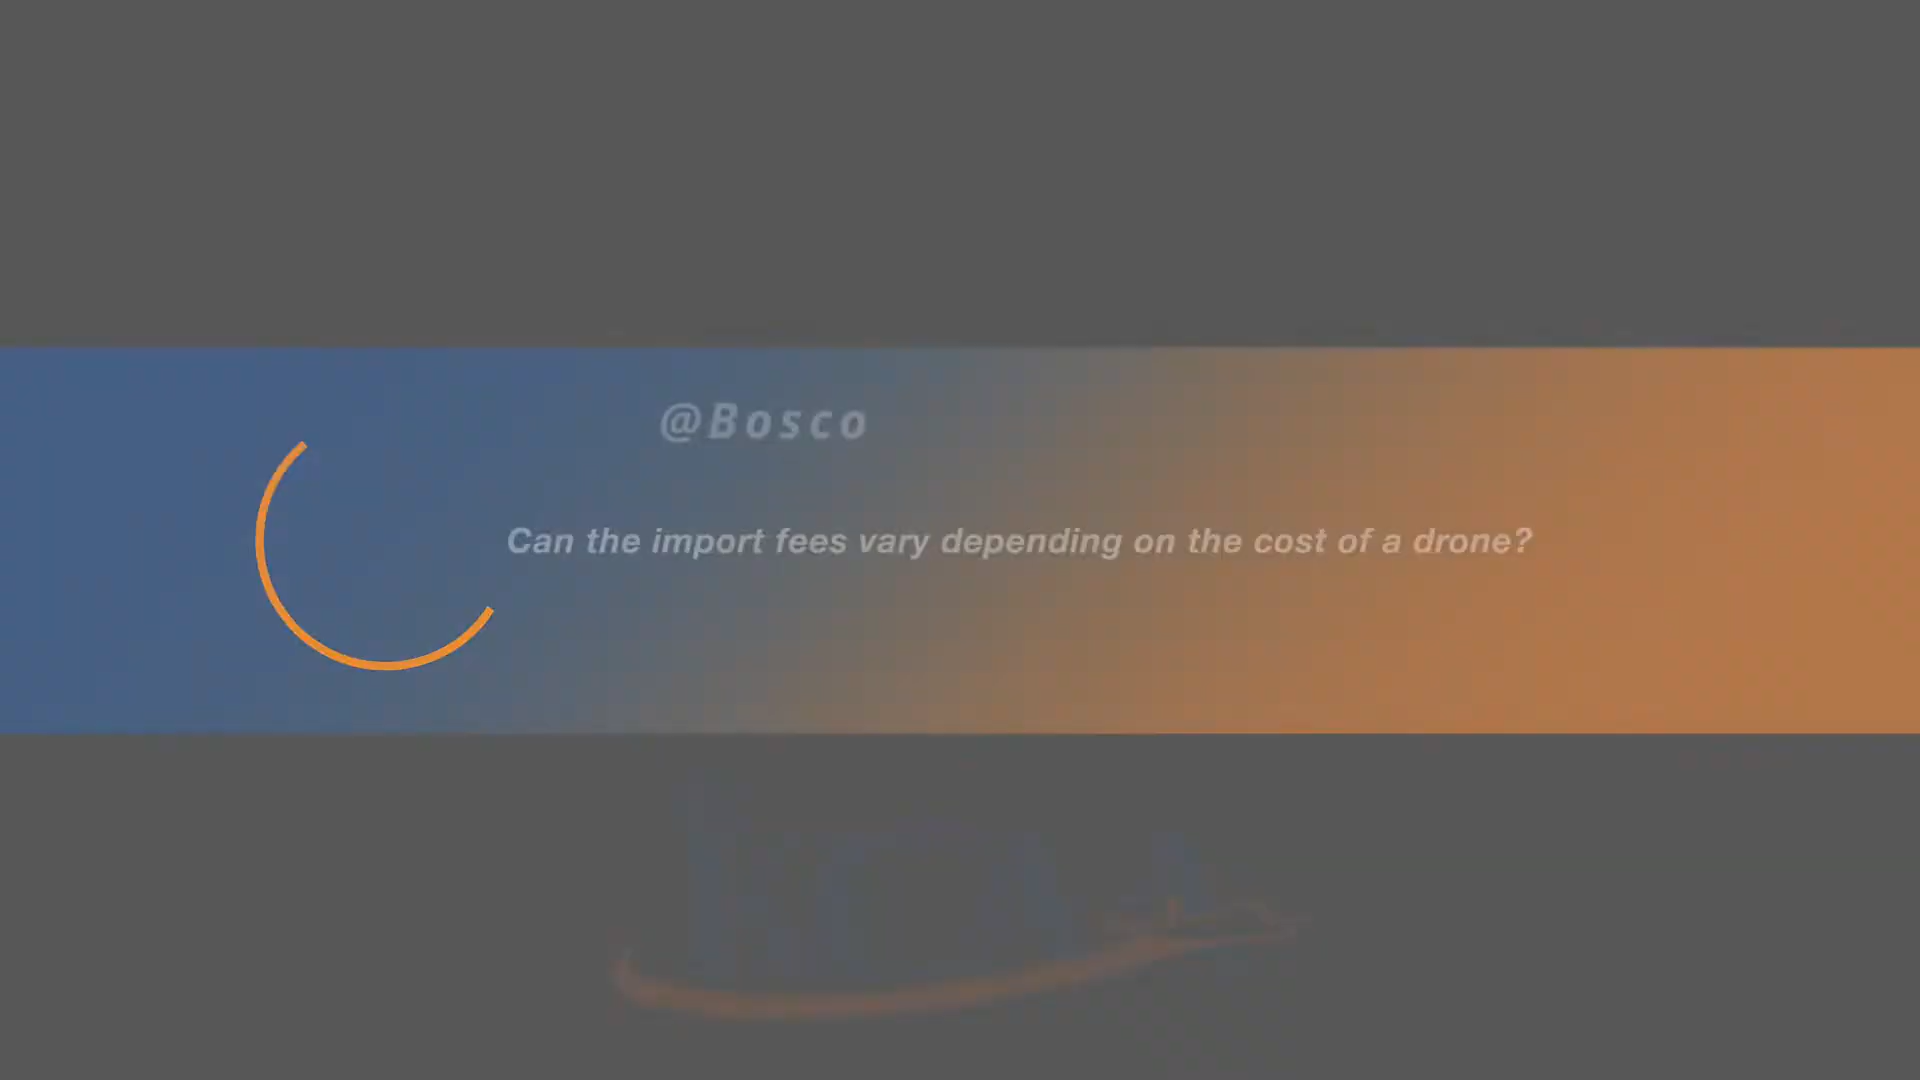 @Bosco
Can the import fees vary depending on the cost of a drone?